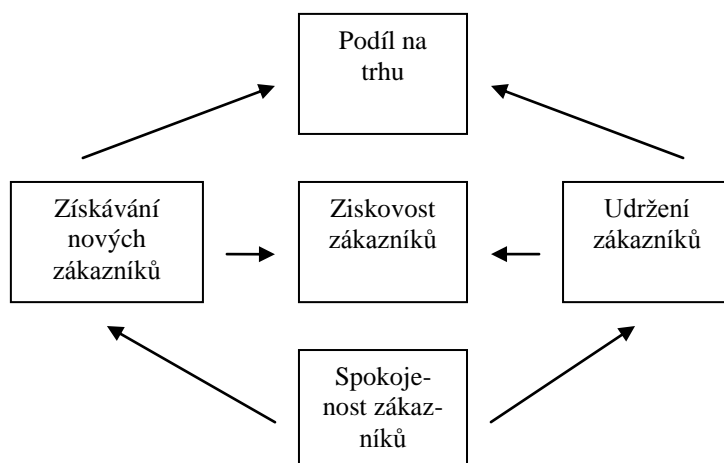 Podíl na
trhu
Získávání
nových
zákazníků
Ziskovost
zákazníků
Udržení
zákazníků
Spokoje-
nost zákaz-
níků